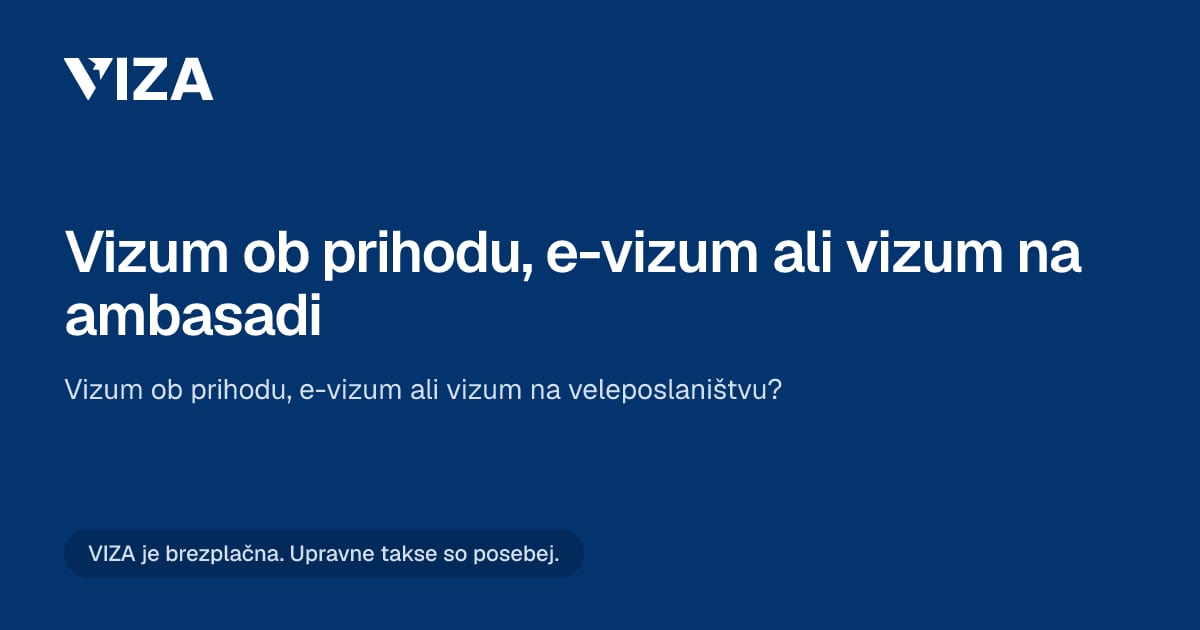 VIZA
Vizum ob prihodu, e-vizum ali vizum na
ambasadi
Vizum ob prihodu, e-vizum ali vizum na veleposlaništvu?
VIZA je brezplačna. Upravne takse so posebej.